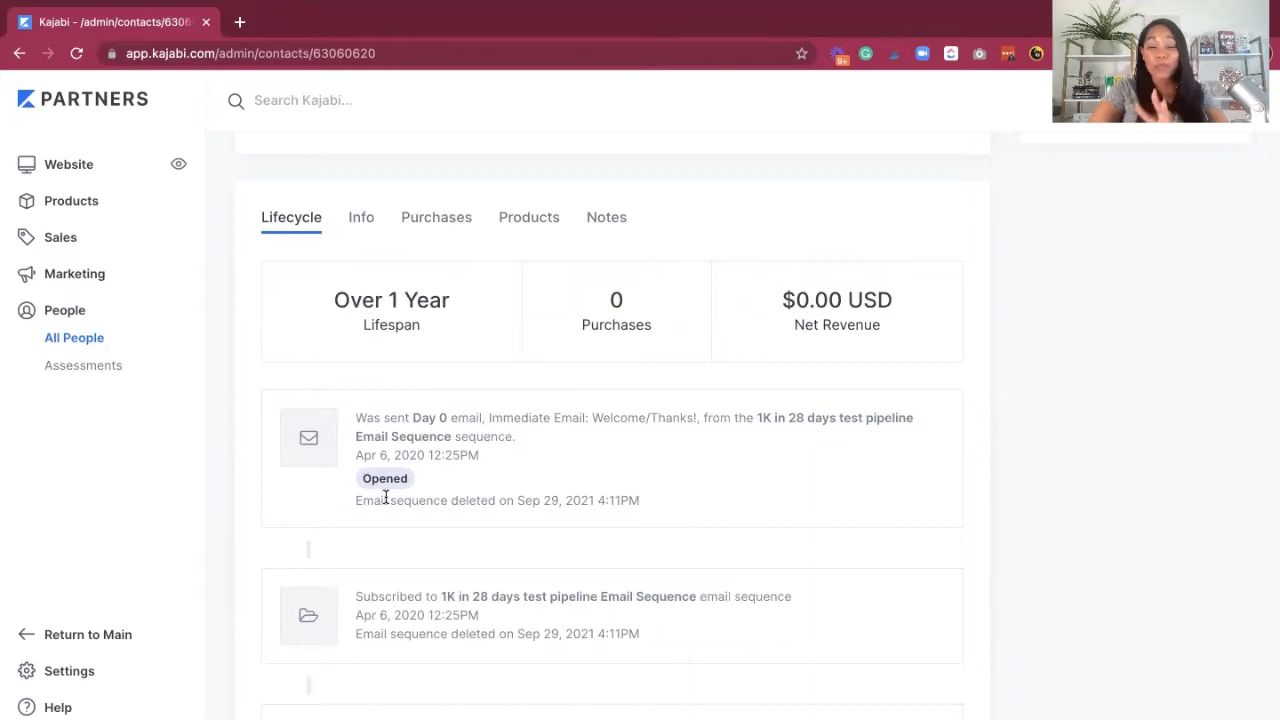 Kajabi - /admin/contacts/6306
app.kajabi.com/admin/contacts/63060620
9+
PARTNERS
Search Kajabi...
Website
Products
Sales
Marketing
People
All People
Assessments
Return to Main
Settings
Help
Lifecycle Info Purchases Products Notes
Over 1 Year
Lifespan
0
Purchases
$0.00 USD
Net Revenue
Was sent Day 0 email, Immediate Email: Welcome/Thanks!, from the 1K in 28 days test pipeline
Email Sequence sequence.
Apr 6, 2020 12:25PM
Opened
Email sequence deleted on Sep 29, 2021 4:11PM
Subscribed to 1K in 28 days test pipeline Email Sequence email sequence
Apr 6, 2020 12:25PM
Email sequence deleted on Sep 29, 2021 4:11PM